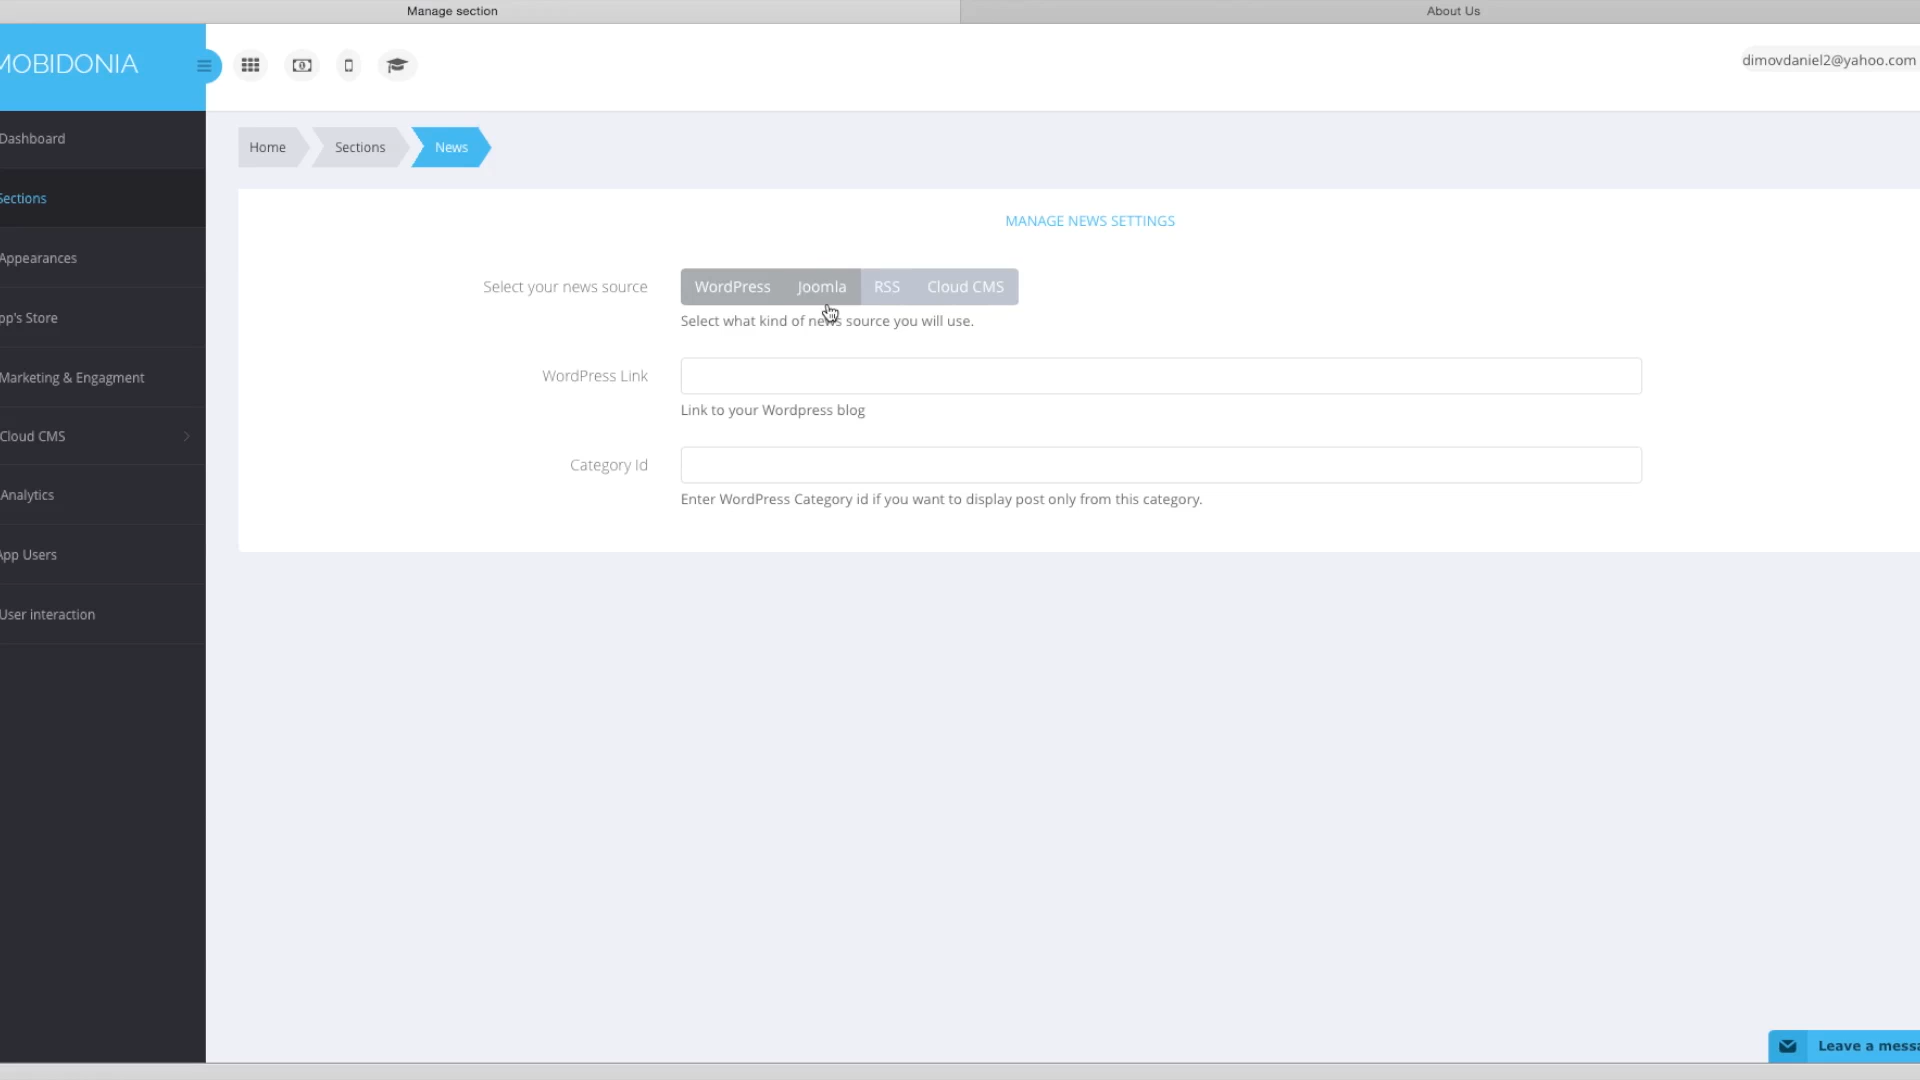 Manage section
About Us
MOBIDONIA
dimovdaniel2@yahoo.com
Dashboard
Sections
Appearances
pp's Store
Marketing & Engagment
Cloud CMS
Analytics
App Users
User interaction
Home
Sections
News
MANAGE NEWS SETTINGS
Select your news source
WordPress
Joomla
RSS
Cloud CMS
Select what kind of news source you will use.
WordPress Link
Link to your Wordpress blog
Category Id
Enter WordPress Category id if you want to display post only from this category.
Leave a messa